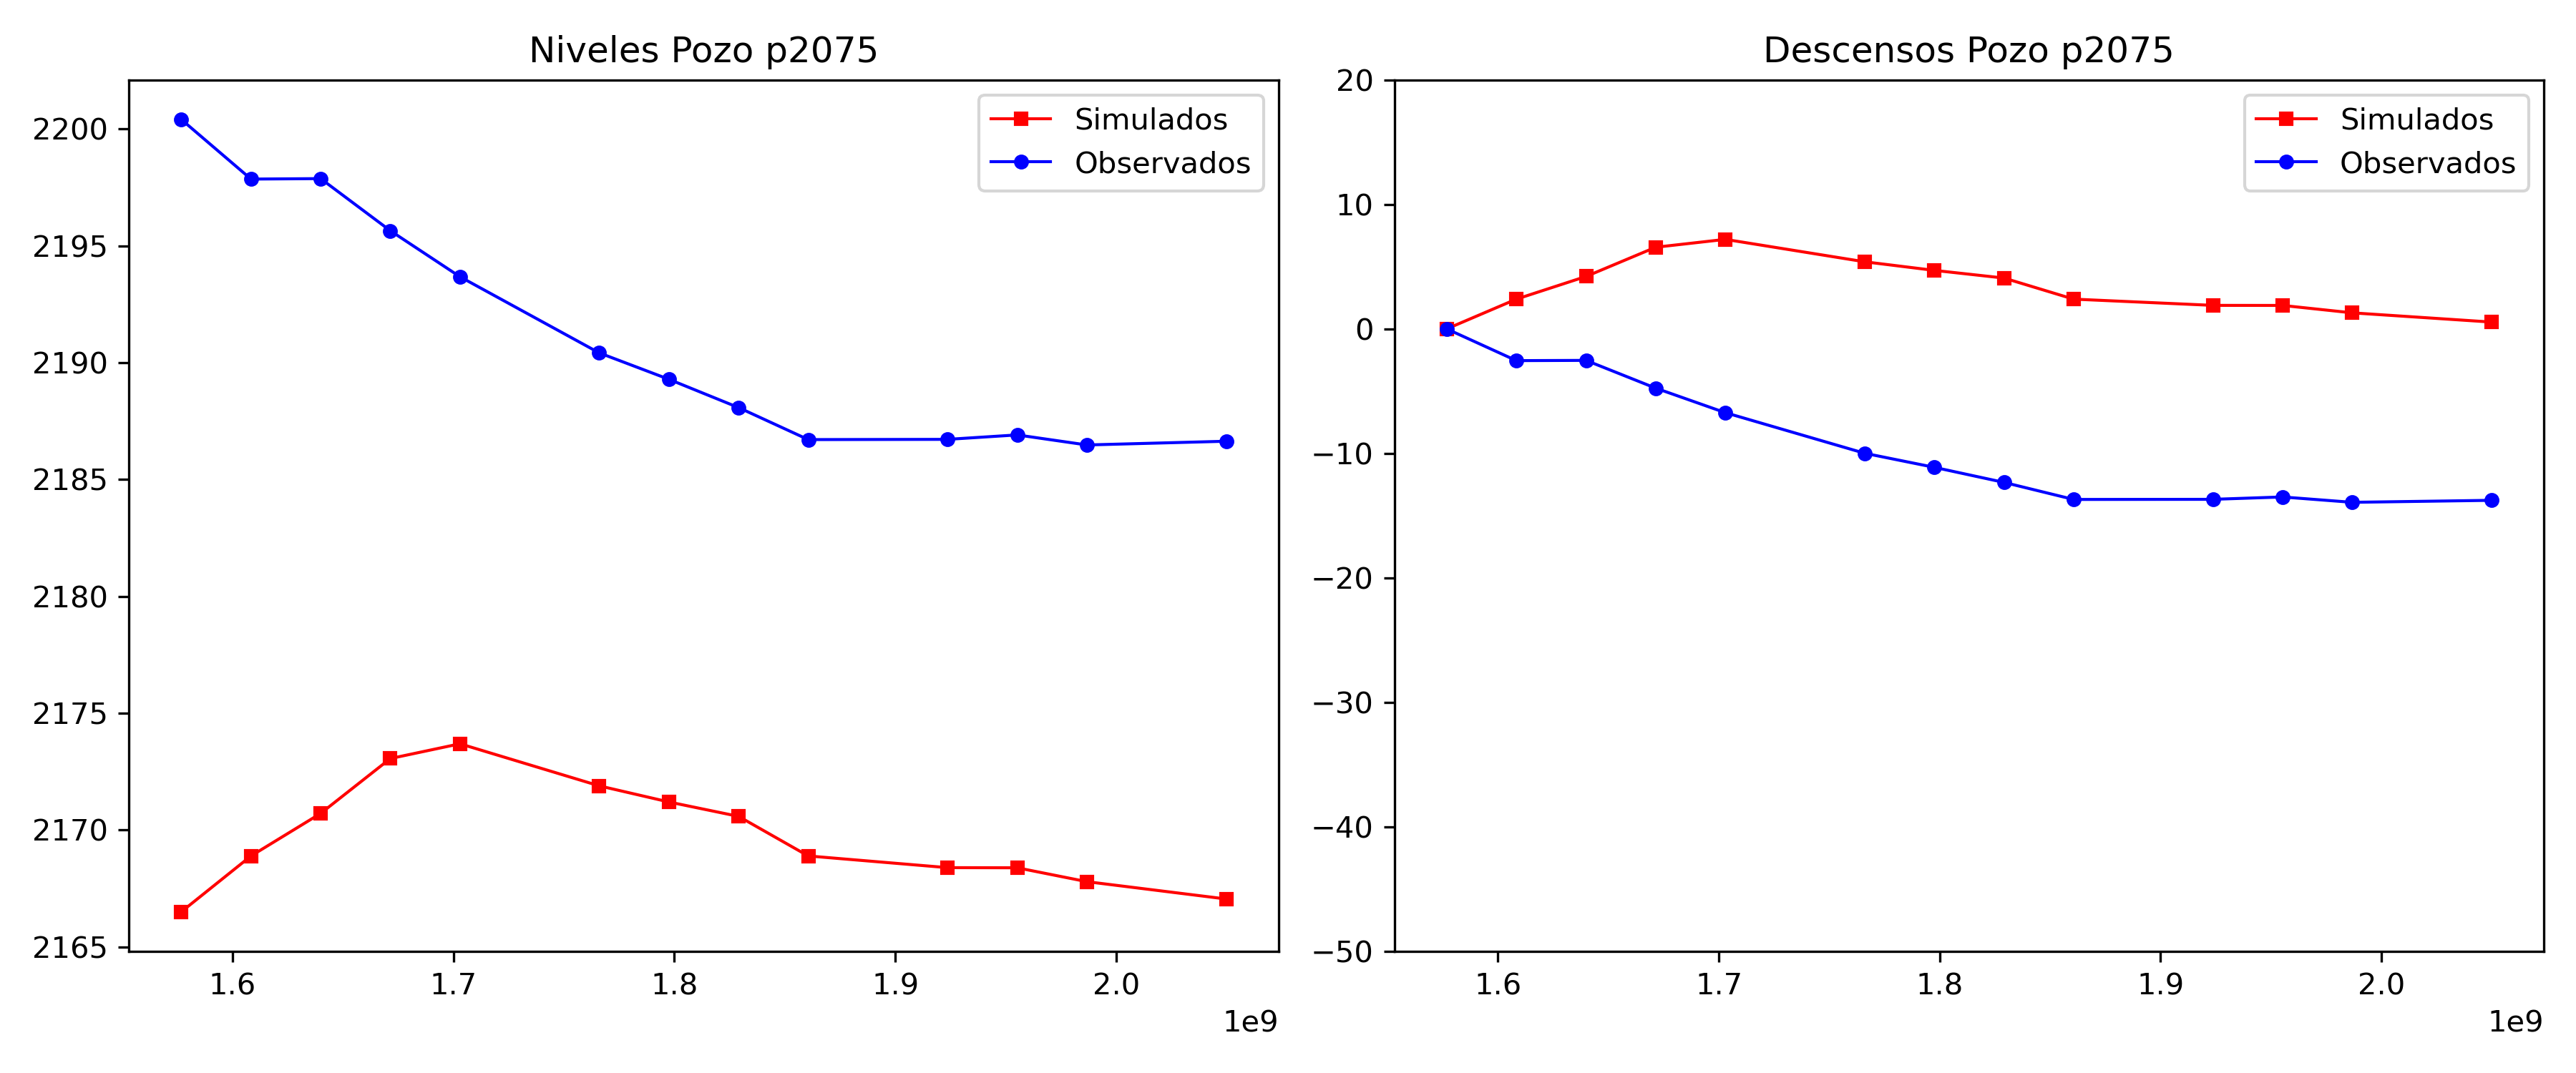 Niveles Pozo p2075
Simulados
Observados
2200
2195
2190
2185
2180
2175
2170
2165
1.6 1.7 1.8 1.9 2.0
1e9
Descensos Pozo p2075
Simulados
Observados
20
10
0
−10
−20
−30
−40
−50
1.6 1.7 1.8 1.9 2.0
1e9